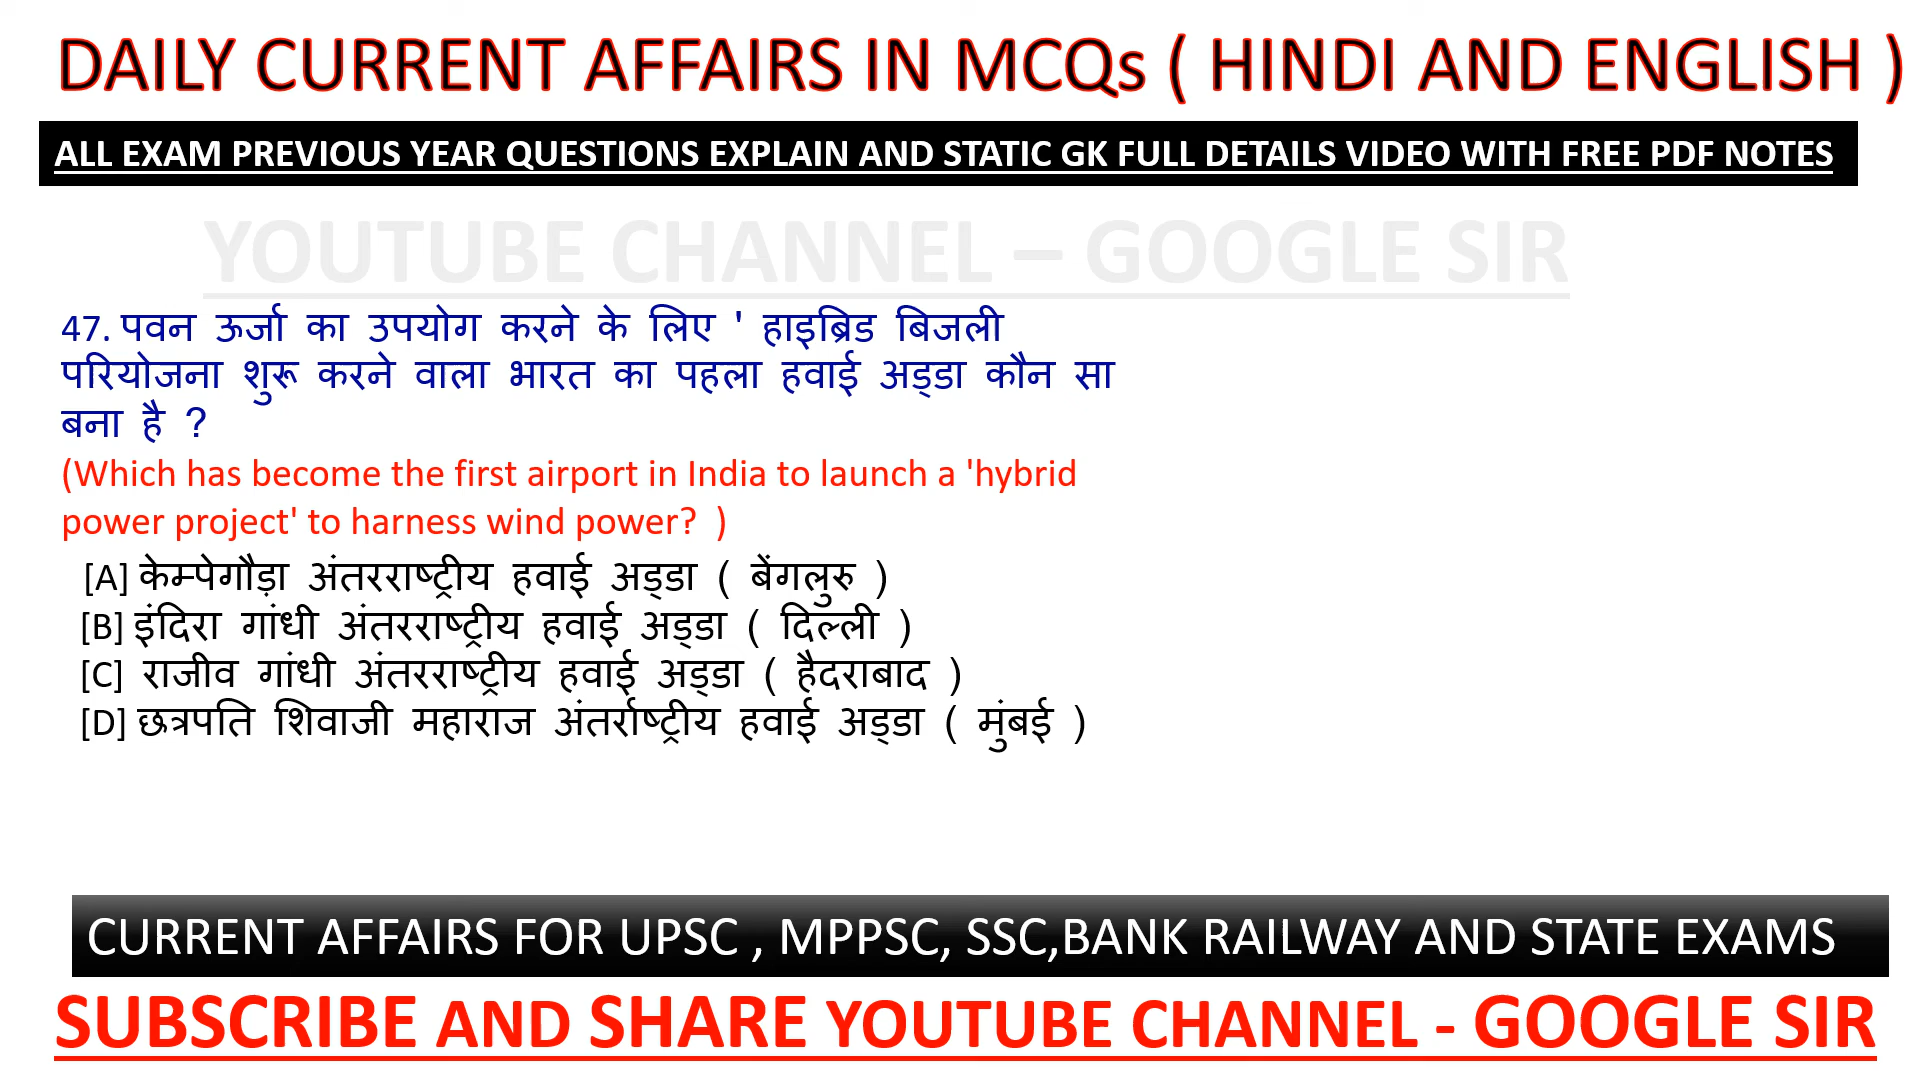 DAILY CURRENT AFFAIRS IN MCQs ( HINDI AND ENGLISH )
ALL EXAM PREVIOUS YEAR QUESTIONS EXPLAIN AND STATIC GK FULL DETAILS VIDEO WITH FREE PDF NOTES
YOUTUBE CHANNEL – GOOGLE SIR
47. पवन ऊर्जा का उपयोग करने के लिए ' हाइब्रिड बिजली
परियोजना शुरू करने वाला भारत का पहला हवाई अड्डा कौन सा
बना है ?
(Which has become the first airport in India to launch a 'hybrid
power project' to harness wind power? )
[A] केम्पेगौड़ा अंतरराष्ट्रीय हवाई अड्डा ( बेंगलुरु )
[B] इंदिरा गांधी अंतरराष्ट्रीय हवाई अड्डा ( दिल्ली )
[C] राजीव गांधी अंतरराष्ट्रीय हवाई अड्डा ( हैदराबाद )
[D] छत्रपति शिवाजी महाराज अंतर्राष्ट्रीय हवाई अड्डा ( मुंबई )
CURRENT AFFAIRS FOR UPSC , MPPSC, SSC,BANK RAILWAY AND STATE EXAMS
SUBSCRIBE AND SHARE YOUTUBE CHANNEL - GOOGLE SIR